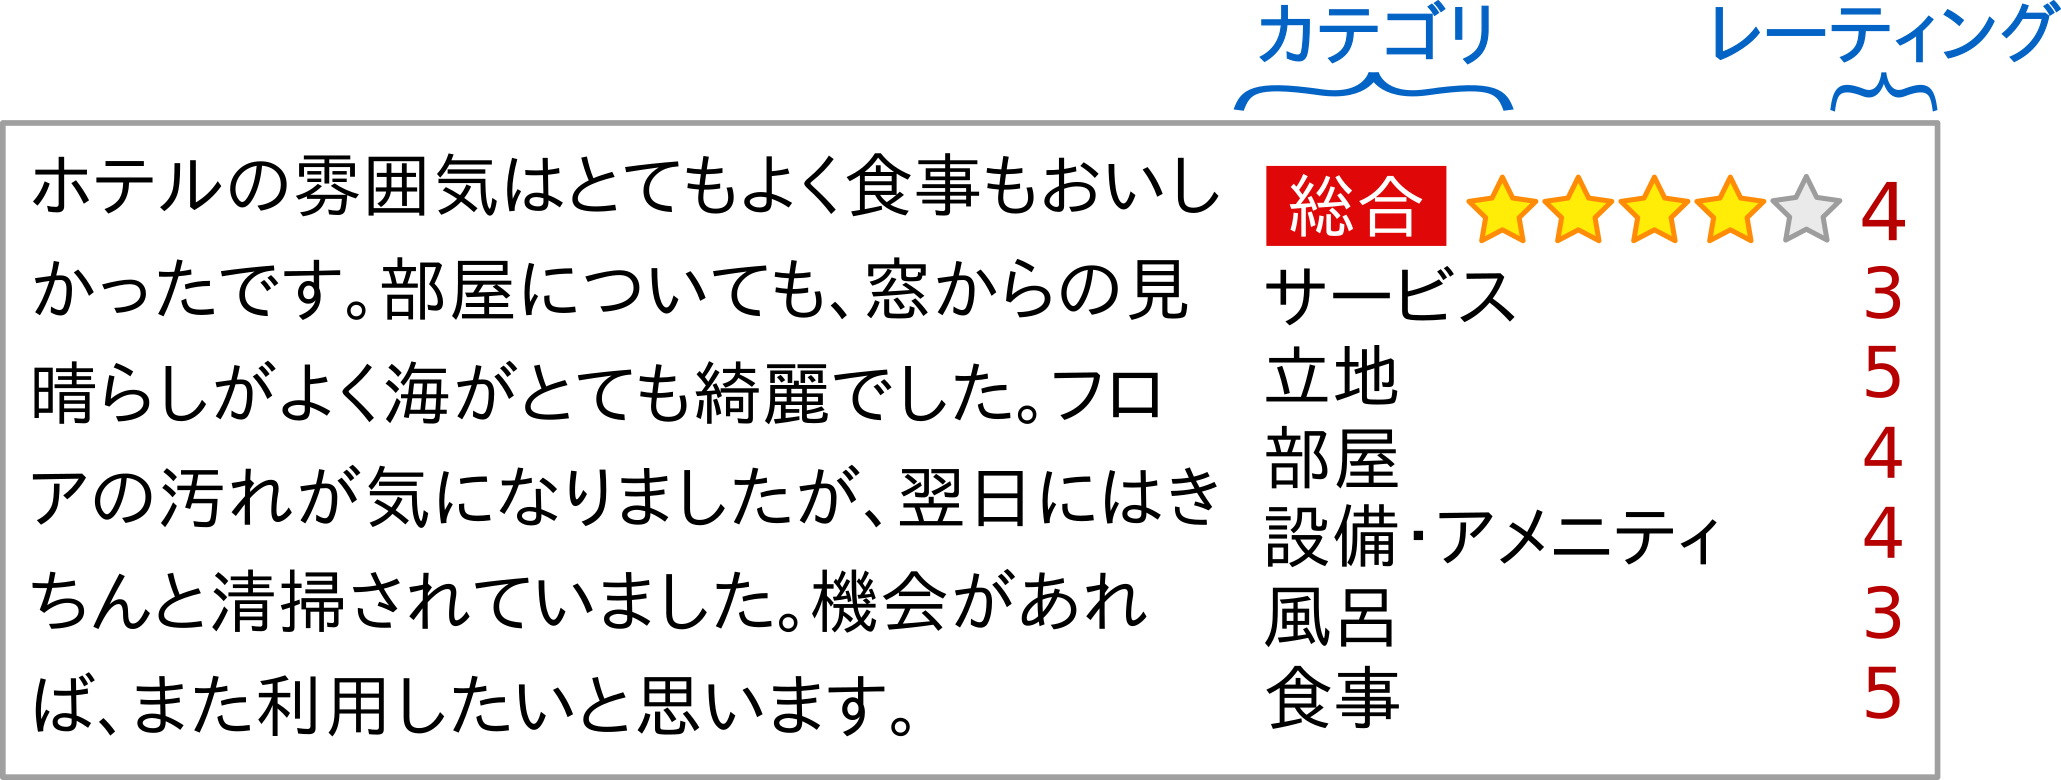 カテゴリ レーティング
ホテルの雰囲気はとてもよく食事もおいし
かったです。部屋についても、窓からの見
晴らしがよく海がとても綺麗でした。フロ
アの汚れが気になりましたが、翌日にはき
ちんと清掃されていました。機会があれ
ば、また利用したいと思います。
総合 4
サービス 3
立地 5
部屋 4
設備・アメニティ 4
風呂 3
食事 5